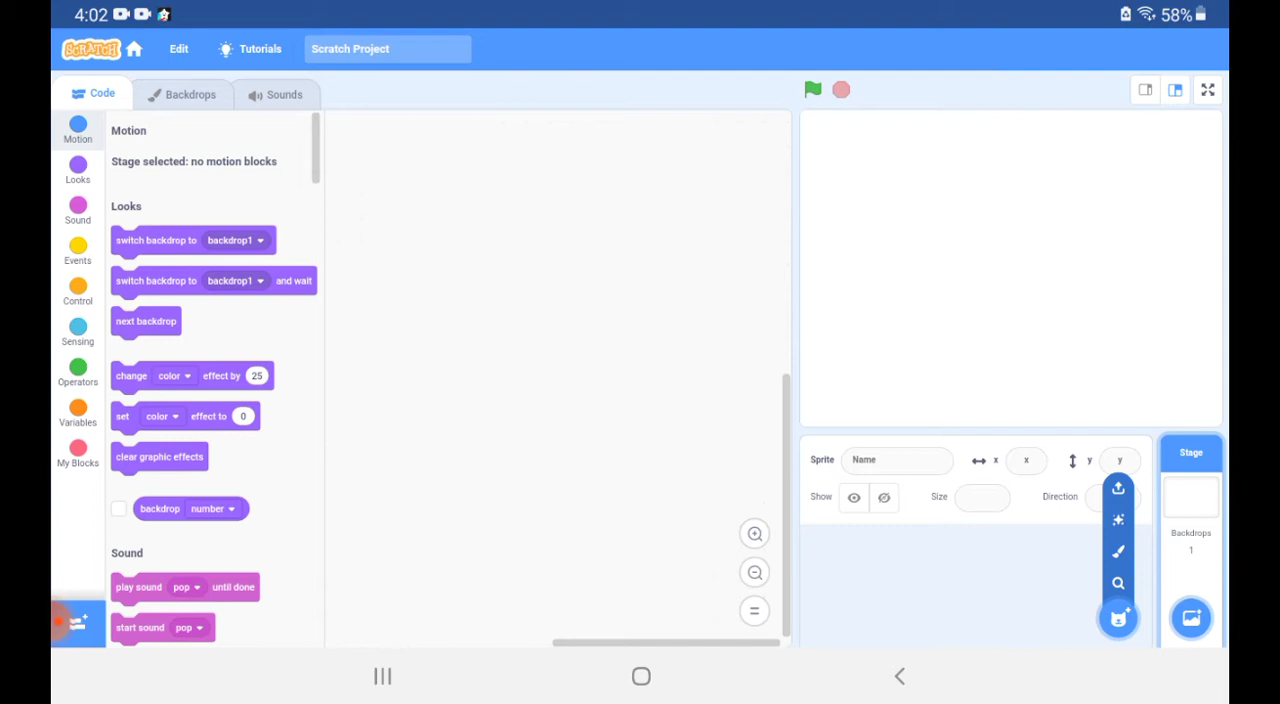 4:02
58%
SCRATCH
Edit
Tutorials
Scratch Project
Code
Backdrops
Sounds
Motion
Looks
Sound
Events
Control
Sensing
Operators
Variables
My Blocks
Motion
Stage selected: no motion blocks
Looks
switch backdrop to backdrop1
switch backdrop to backdrop1 and wait
next backdrop
change color effect by 25
set color effect to 0
clear graphic effects
backdrop number
Sound
play sound pop until done
start sound pop
Sprite Name x x y y
Show Size Direction
Stage
Backdrops
1